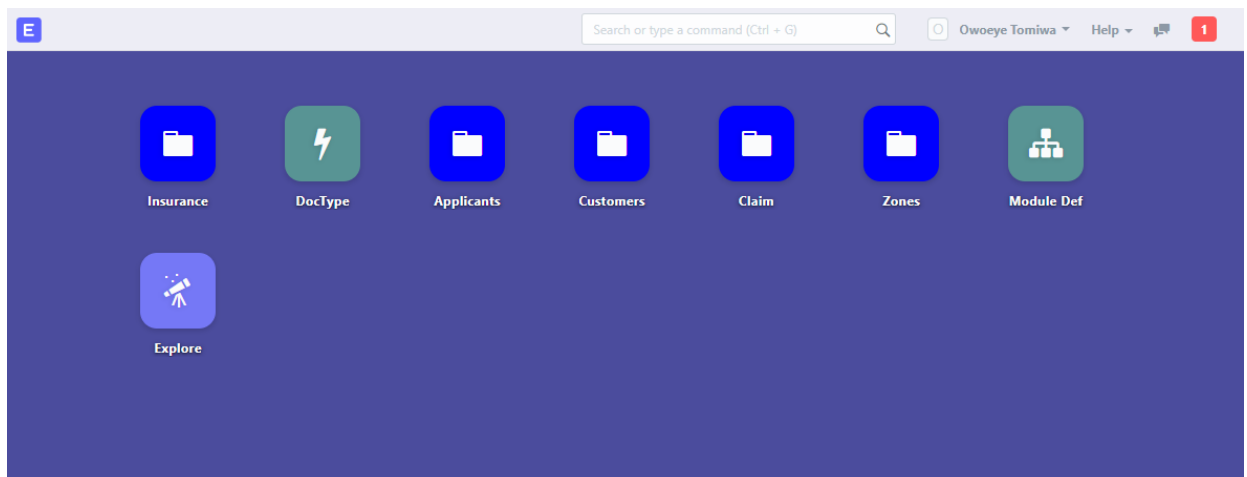 E
Search or type a command (Ctrl + G)
O
Owoeye Tomiwa
Help
1
Insurance
DocType
Applicants
Customers
Claim
Zones
Module Def
Explore